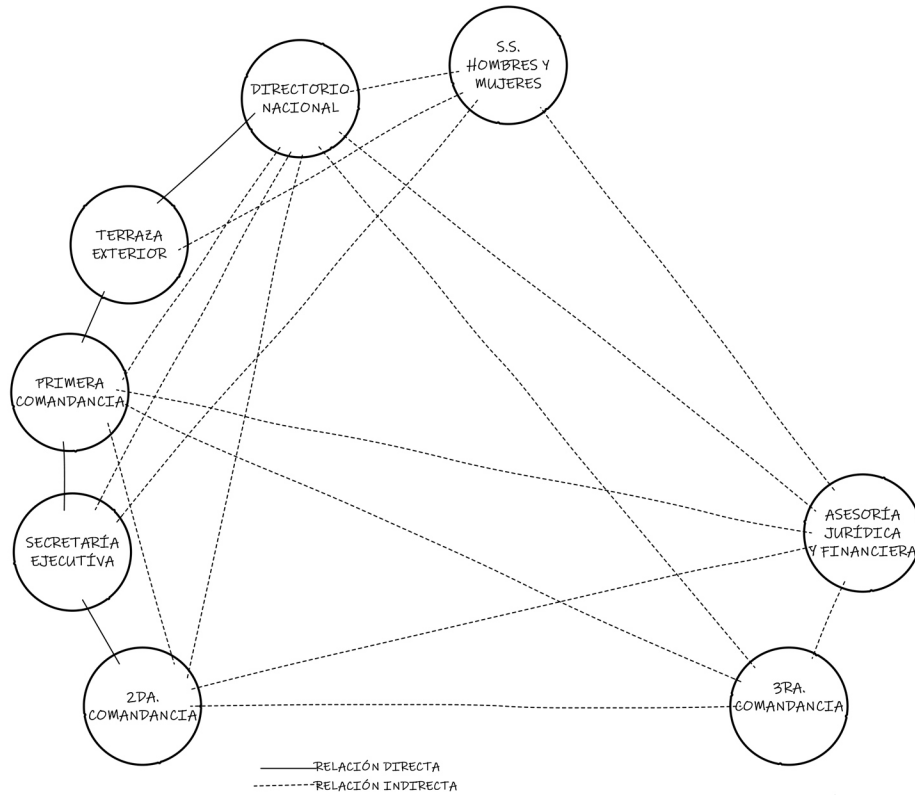 S.S.
HOMBRES Y
MUJERES
DIRECTORIO
NACIONAL
TERRAZA
EXTERIOR
PRIMERA
COMANDANCIA
SECRETARÍA
EJECUTÍVA
ASESORÍA
JURÍDICA
Y FINANCIERA
2DA.
COMANDANCIA
3RA.
COMANDANCIA
RELACIÓN DIRECTA
RELACIÓN INDIRECTA